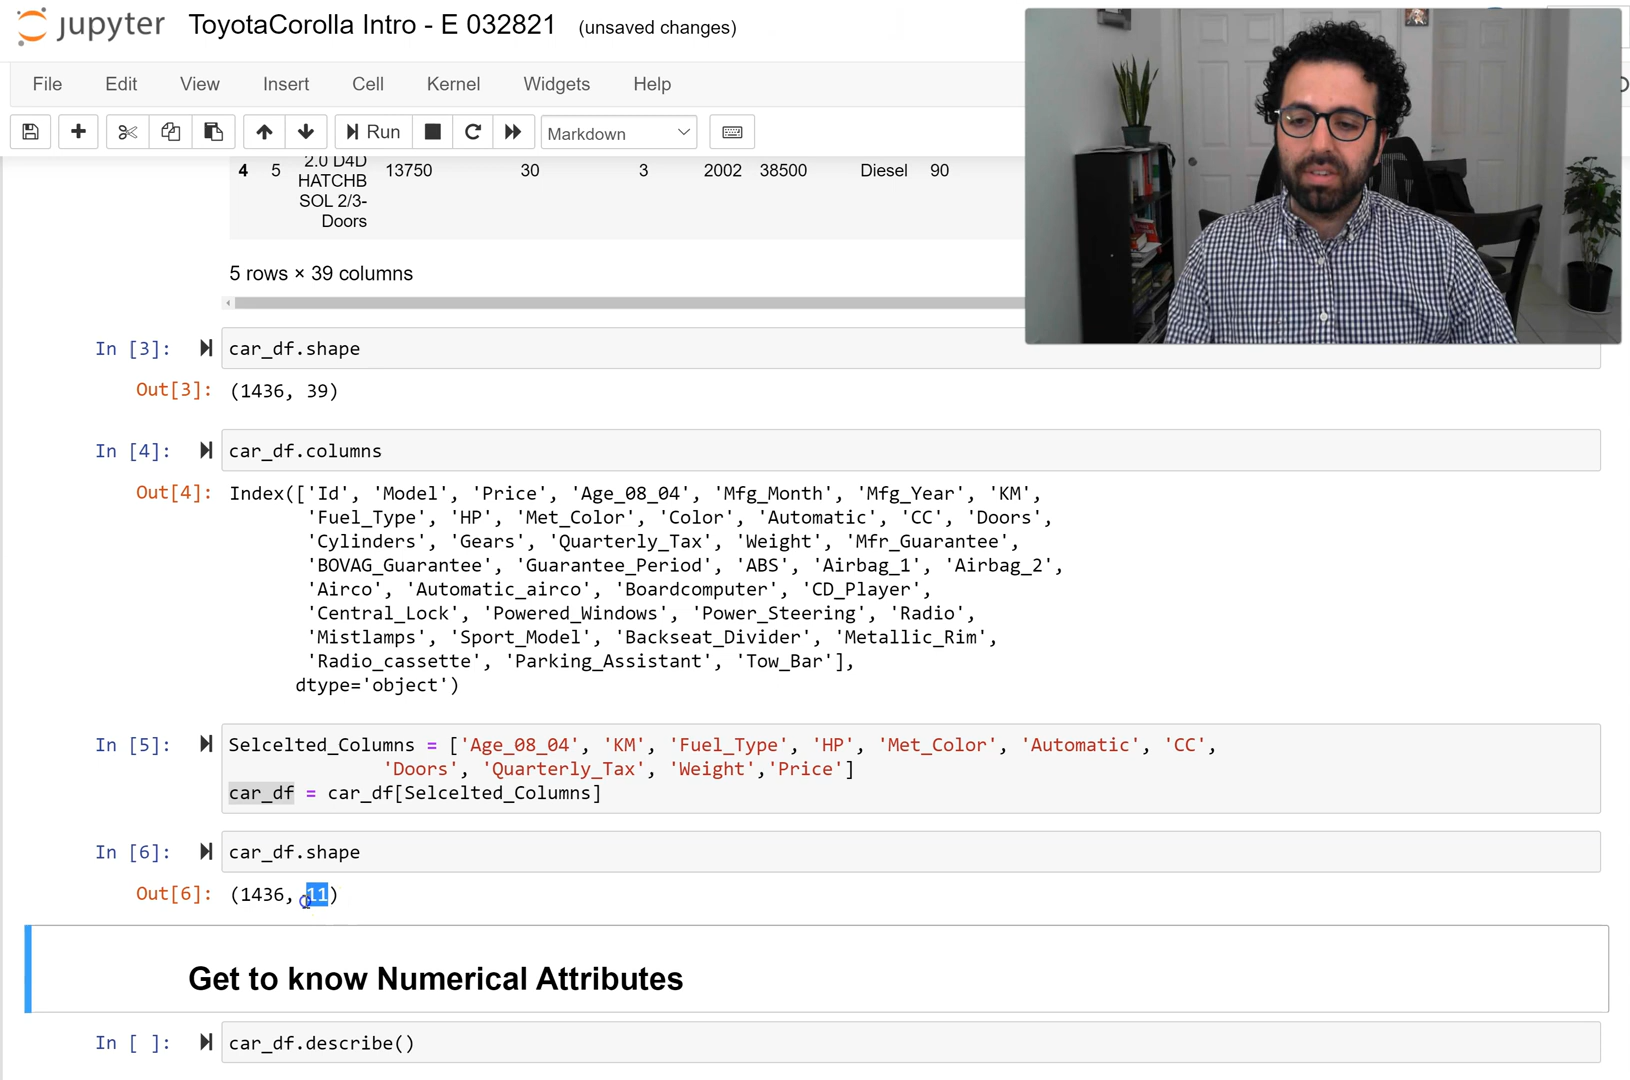 jupyter ToyotaCorolla Intro - E 032821 (unsaved changes)
File Edit View Insert Cell Kernel Widgets Help
Run Markdown
4 5 2.0 D4D 13750 30 3 2002 38500 Diesel 90
HATCHB
SOL 2/3-
Doors
5 rows × 39 columns
In [3]: car_df.shape
Out[3]: (1436, 39)
In [4]: car_df.columns
Out[4]: Index(['Id', 'Model', 'Price', 'Age_08_04', 'Mfg_Month', 'Mfg_Year', 'KM',
'Fuel_Type', 'HP', 'Met_Color', 'Color', 'Automatic', 'CC', 'Doors',
'Cylinders', 'Gears', 'Quarterly_Tax', 'Weight', 'Mfr_Guarantee',
'BOVAG_Guarantee', 'Guarantee_Period', 'ABS', 'Airbag_1', 'Airbag_2',
'Airco', 'Automatic_airco', 'Boardcomputer', 'CD_Player',
'Central_Lock', 'Powered_Windows', 'Power_Steering', 'Radio',
'Mistlamps', 'Sport_Model', 'Backseat_Divider', 'Metallic_Rim',
'Radio_cassette', 'Parking_Assistant', 'Tow_Bar'],
dtype='object')
In [5]: Selcelted_Columns = ['Age_08_04', 'KM', 'Fuel_Type', 'HP', 'Met_Color', 'Automatic', 'CC',
'Doors', 'Quarterly_Tax', 'Weight','Price']
car_df = car_df[Selcelted_Columns]
In [6]: car_df.shape
Out[6]: (1436, 11)
Get to know Numerical Attributes
In [ ]: car_df.describe()